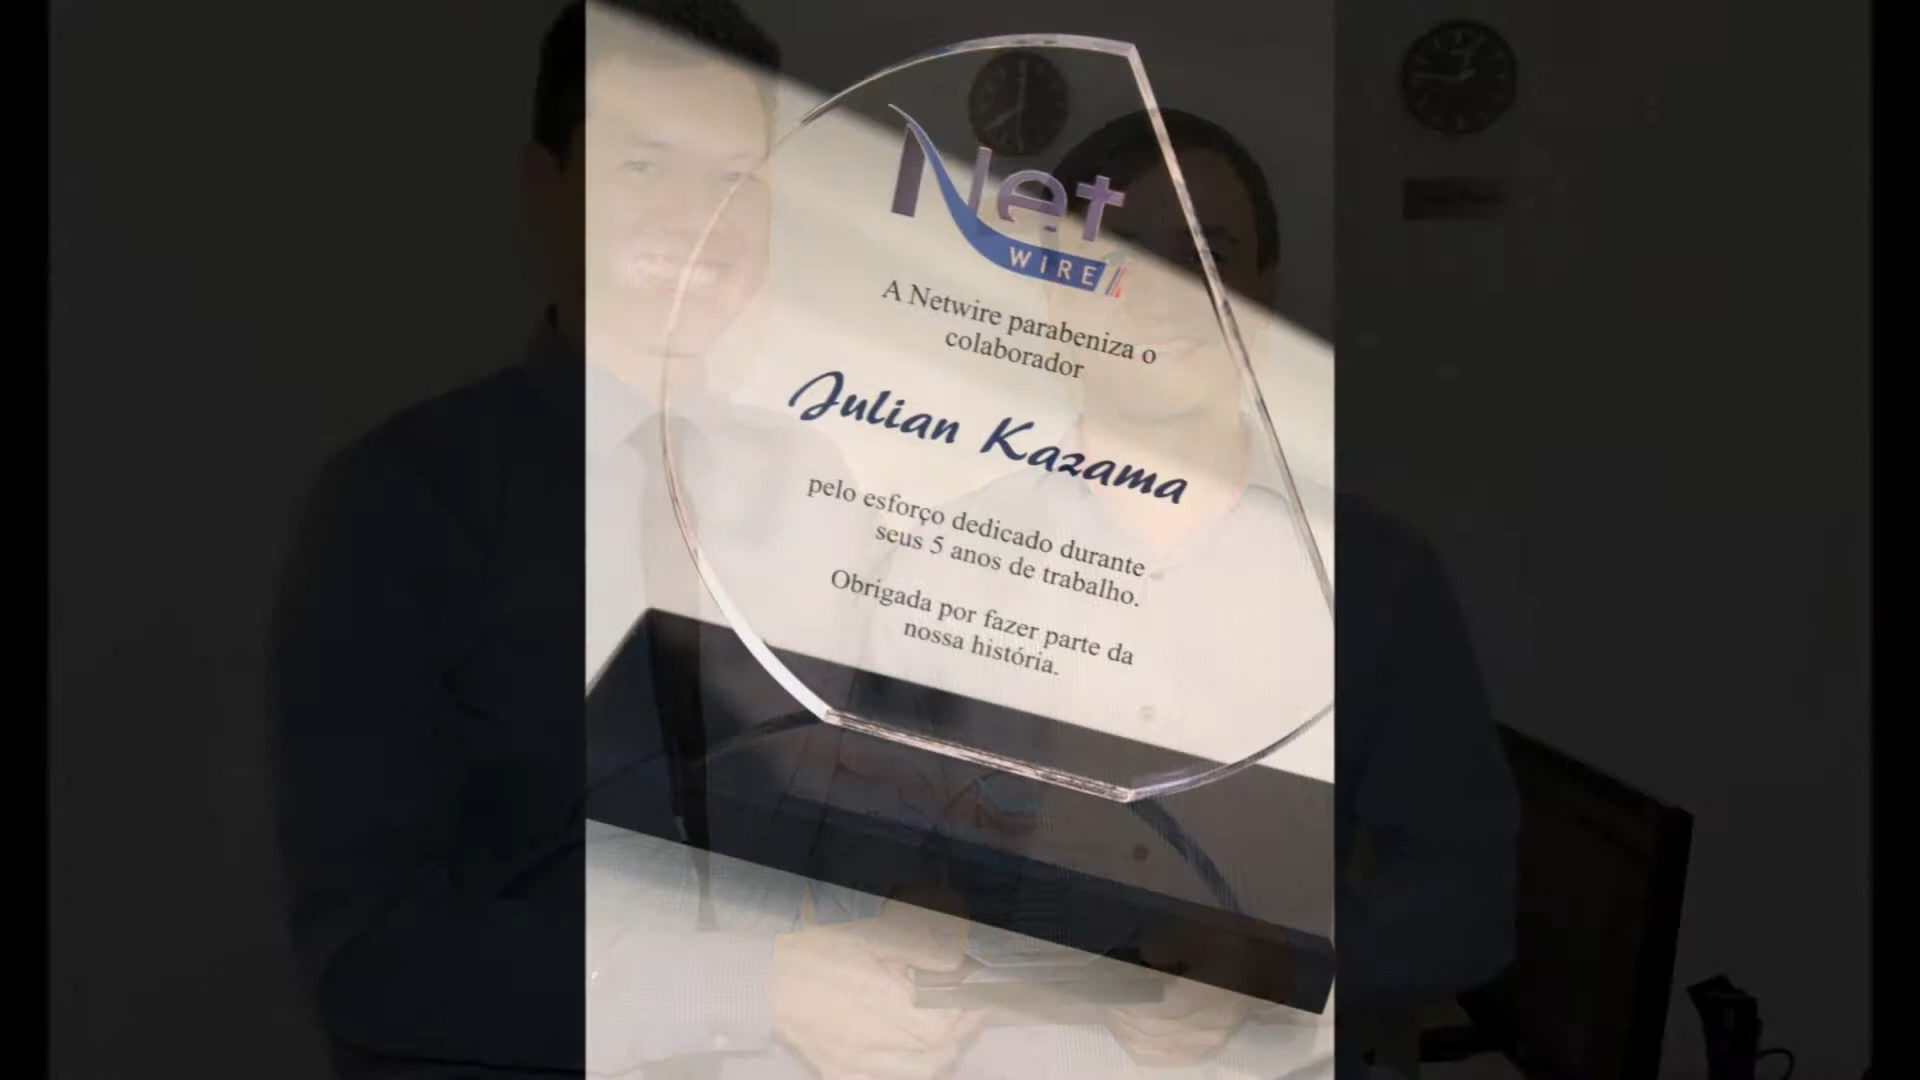 Net
WIRE
A Netwire parabeniza o
colaborador
Julian Kazama
pelo esforço dedicado durante
seus 5 anos de trabalho.
Obrigada por fazer parte da
nossa história.